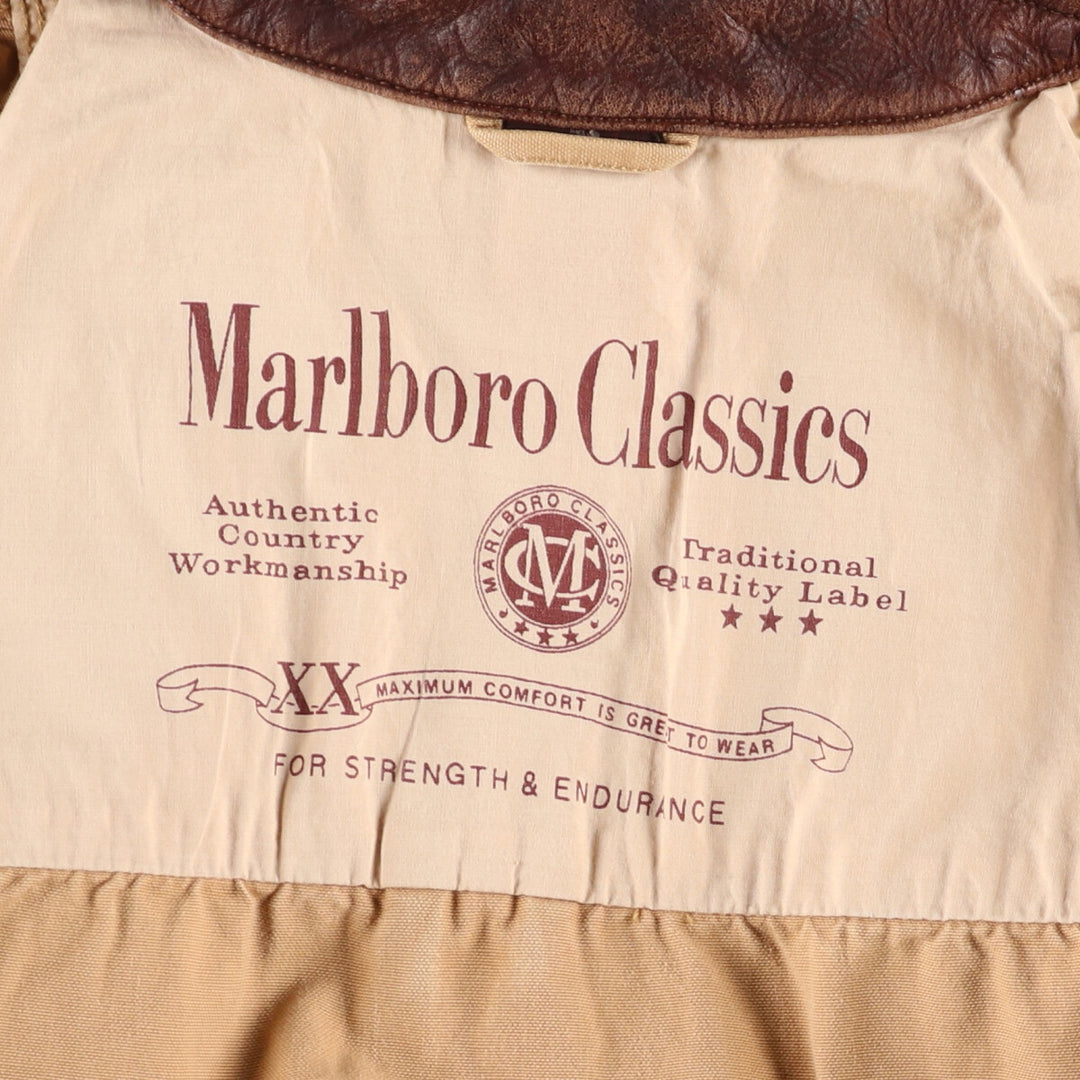 Marlboro Classics
Authentic
Country
Workmanship
MARLBORO CLASSICS
MC
Traditional
Quality Label
XX MAXIMUM COMFORT IS GRET TO WEAR
FOR STRENGTH & ENDURANCE